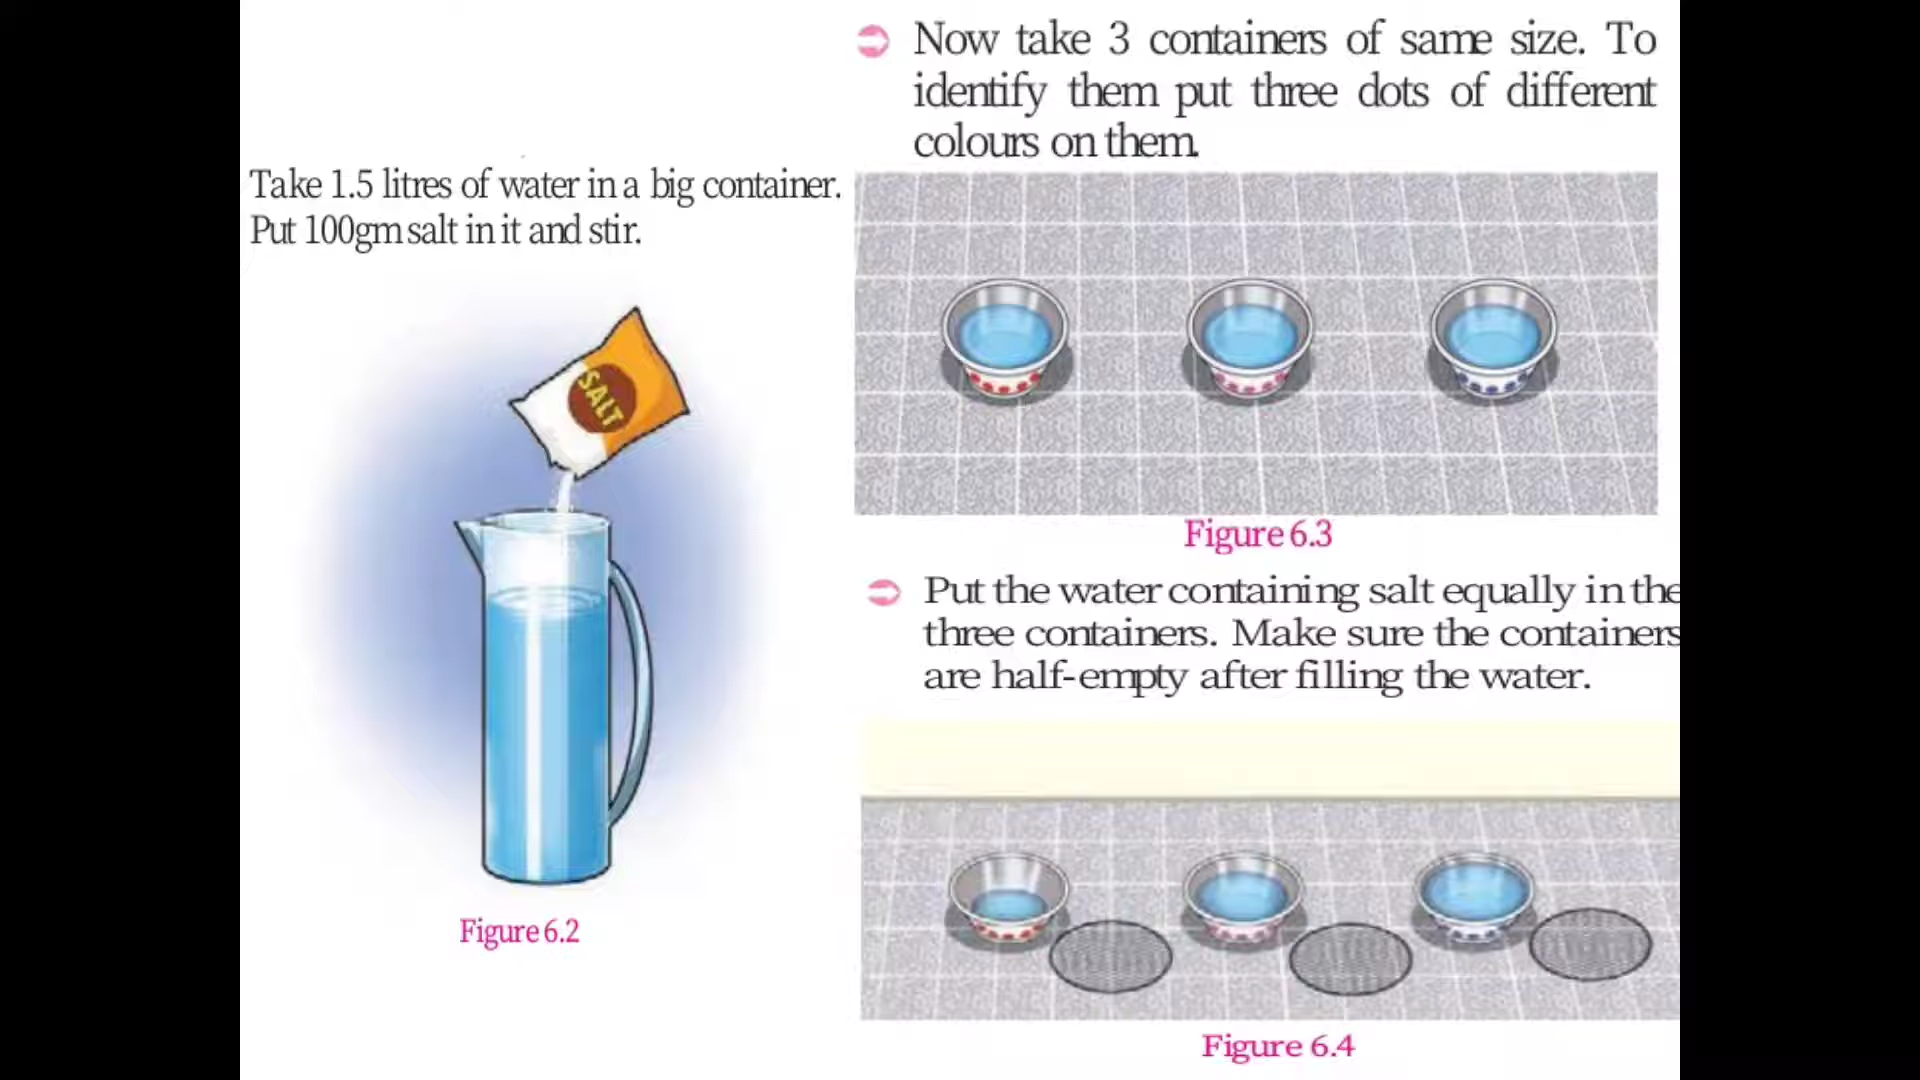 Take 1.5 litres of water in a big container.
Put 100gm salt in it and stir.
SALT
Figure 6.2
Now take 3 containers of same size. To
identify them put three dots of different
colours on them.
Figure 6.3
Put the water containing salt equally in the
three containers. Make sure the containers
are half-empty after filling the water.
Figure 6.4